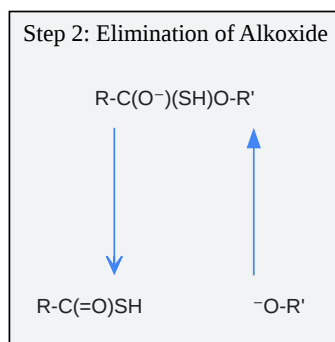 Step 2: Elimination of Alkoxide
R-C(O⁻)(SH)O-R'
R-C(=O)SH ⁻O-R'